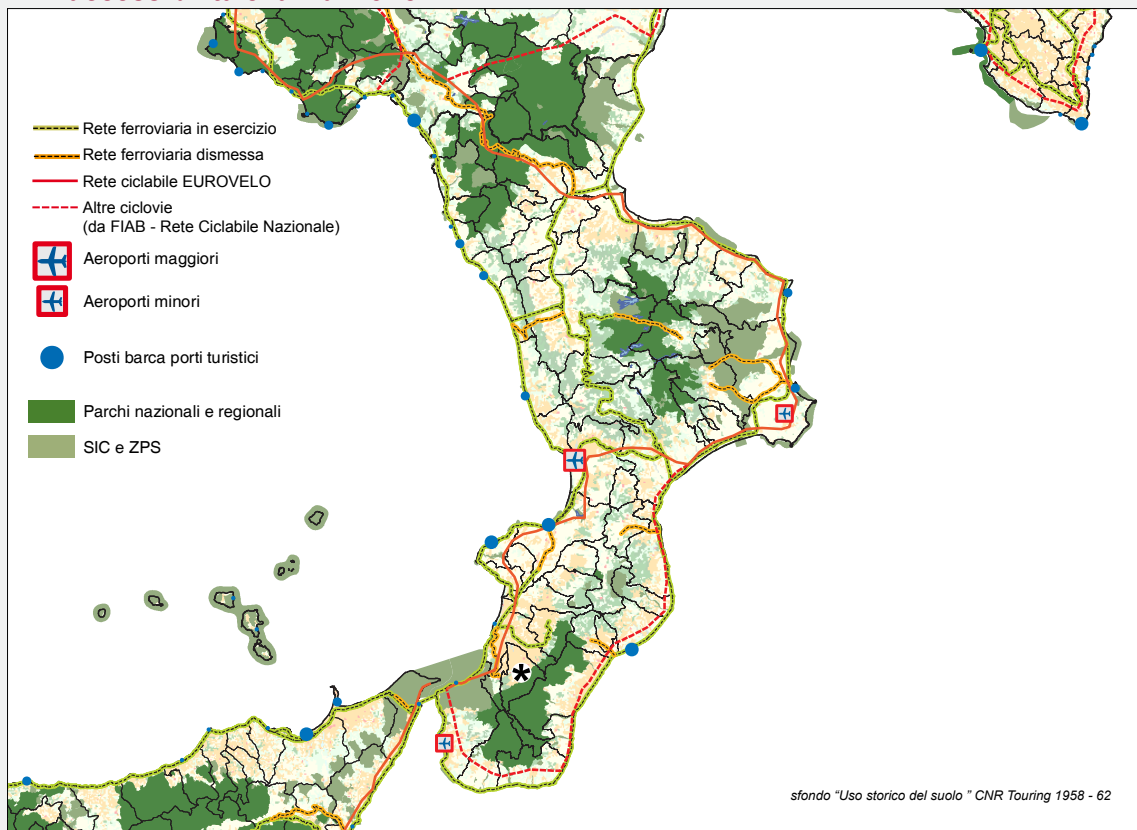 Rete ferroviaria in esercizio
Rete ferroviaria dismessa
Rete ciclabile EUROVELO
Altre ciclovie
(da FIAB - Rete Ciclabile Nazionale)
Aeroporti maggiori
Aeroporti minori
Posti barca porti turistici
Parchi nazionali e regionali
SIC e ZPS
*
sfondo “Uso storico del suolo ” CNR Touring 1958 - 62